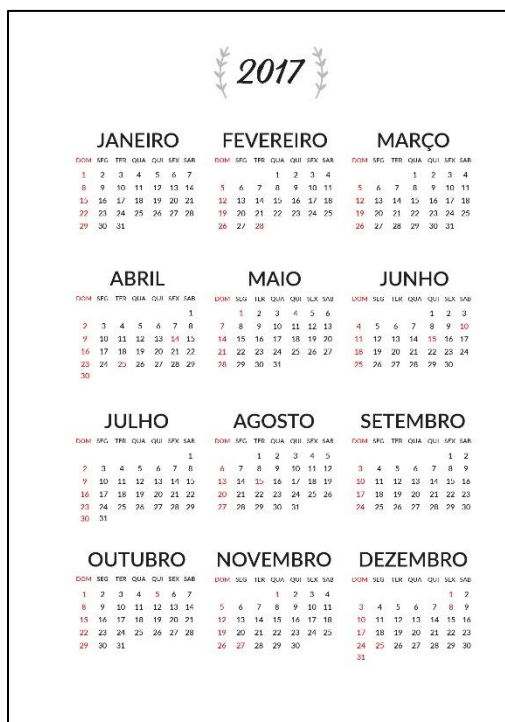 2017
JANEIRO
DOM SEG TER QUA QUI SEX SAB
1 2 3 4 5 6 7
8 9 10 11 12 13 14
15 16 17 18 19 20 21
22 23 24 25 26 27 28
29 30 31
FEVEREIRO
DOM SEG TER QUA QUI SEX SAB
1 2 3 4
5 6 7 8 9 10 11
12 13 14 15 16 17 18
19 20 21 22 23 24 25
26 27 28
MARÇO
DOM SEG TER QUA QUI SEX SAB
1 2 3 4
5 6 7 8 9 10 11
12 13 14 15 16 17 18
19 20 21 22 23 24 25
26 27 28 29 30 31
ABRIL
DOM SEG TER QUA QUI SEX SAB
1
2 3 4 5 6 7 8
9 10 11 12 13 14 15
16 17 18 19 20 21 22
23 24 25 26 27 28 29
30
MAIO
DOM SEG TER QUA QUI SEX SAB
1 2 3 4 5 6
7 8 9 10 11 12 13
14 15 16 17 18 19 20
21 22 23 24 25 26 27
28 29 30 31
JUNHO
DOM SEG TER QUA QUI SEX SAB
1 2 3
4 5 6 7 8 9 10
11 12 13 14 15 16 17
18 19 20 21 22 23 24
25 26 27 28 29 30
JULHO
DOM SEG TER QUA QUI SEX SAB
1
2 3 4 5 6 7 8
9 10 11 12 13 14 15
16 17 18 19 20 21 22
23 24 25 26 27 28 29
30 31
AGOSTO
DOM SEG TER QUA QUI SEX SAB
1 2 3 4 5
6 7 8 9 10 11 12
13 14 15 16 17 18 19
20 21 22 23 24 25 26
27 28 29 30 31
SETEMBRO
DOM SEG TER QUA QUI SEX SAB
1 2
3 4 5 6 7 8 9
10 11 12 13 14 15 16
17 18 19 20 21 22 23
24 25 26 27 28 29 30
OUTUBRO
DOM SEG TER QUA QUI SEX SAB
1 2 3 4 5 6 7
8 9 10 11 12 13 14
15 16 17 18 19 20 21
22 23 24 25 26 27 28
29 30 31
NOVEMBRO
DOM SEG TER QUA QUI SEX SAB
1 2 3 4
5 6 7 8 9 10 11
12 13 14 15 16 17 18
19 20 21 22 23 24 25
26 27 28 29 30
DEZEMBRO
DOM SEG TER QUA QUI SEX SAB
1 2
3 4 5 6 7 8 9
10 11 12 13 14 15 16
17 18 19 20 21 22 23
24 25 26 27 28 29 30
31